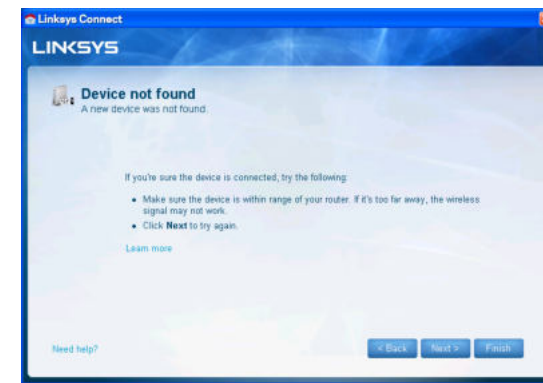 Linksys Connect
LINKSYS
Device not found
A new device was not found.
If you're sure the device is connected, try the following:
• Make sure the device is within range of your router. If it's too far away, the wireless
signal may not work.
• Click Next to try again.
Learn more
Need help?
< Back
Next >
Finish